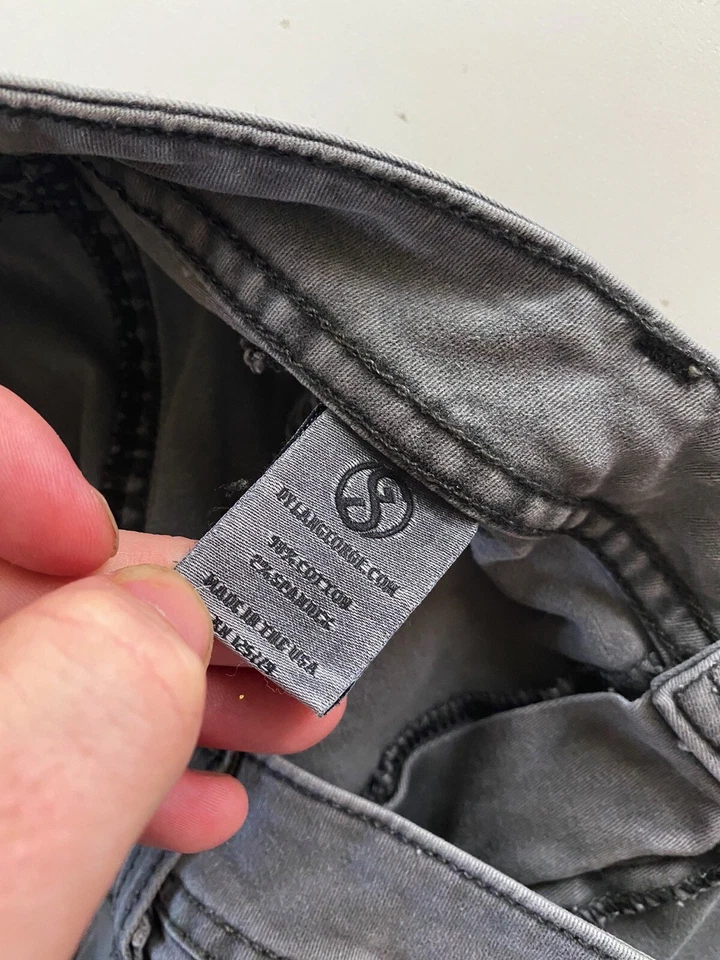 DYLANGEORGE.COM
98% COTTON
2% SPANDEX
MADE IN THE USA